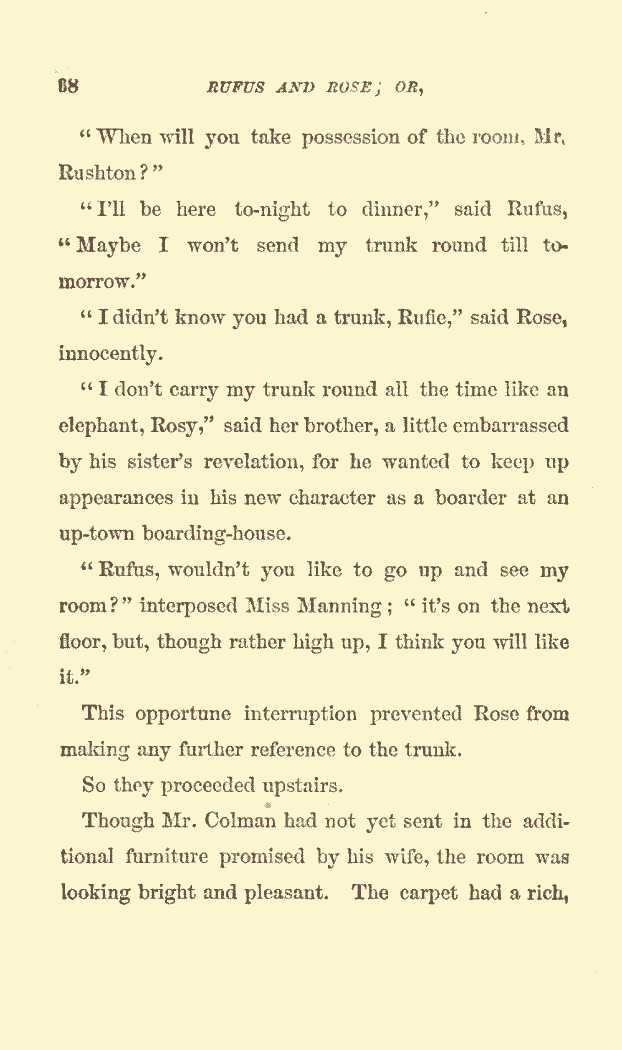 68 RUFUS AND ROSE; OR,
"When will you take possession of the room, Mr.
Rushton?"
"I'll be here to-night to dinner," said Rufus,
"Maybe I won't send my trunk round till to-
morrow."
"I didn't know you had a trunk, Rufie," said Rose,
innocently.
"I don't carry my trunk round all the time like an
elephant, Rosy," said her brother, a little embarrassed
by his sister's revelation, for he wanted to keep up
appearances in his new character as a boarder at an
up-town boarding-house.
"Rufus, wouldn't you like to go up and see my
room?" interposed Miss Manning; "it's on the next
floor, but, though rather high up, I think you will like
it."
This opportune interruption prevented Rose from
making any further reference to the trunk.
So they proceeded upstairs.
Though Mr. Colman had not yet sent in the addi-
tional furniture promised by his wife, the room was
looking bright and pleasant. The carpet had a rich,